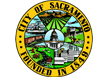 CITY OF SACRAMENTO
FOUNDED IN 1849